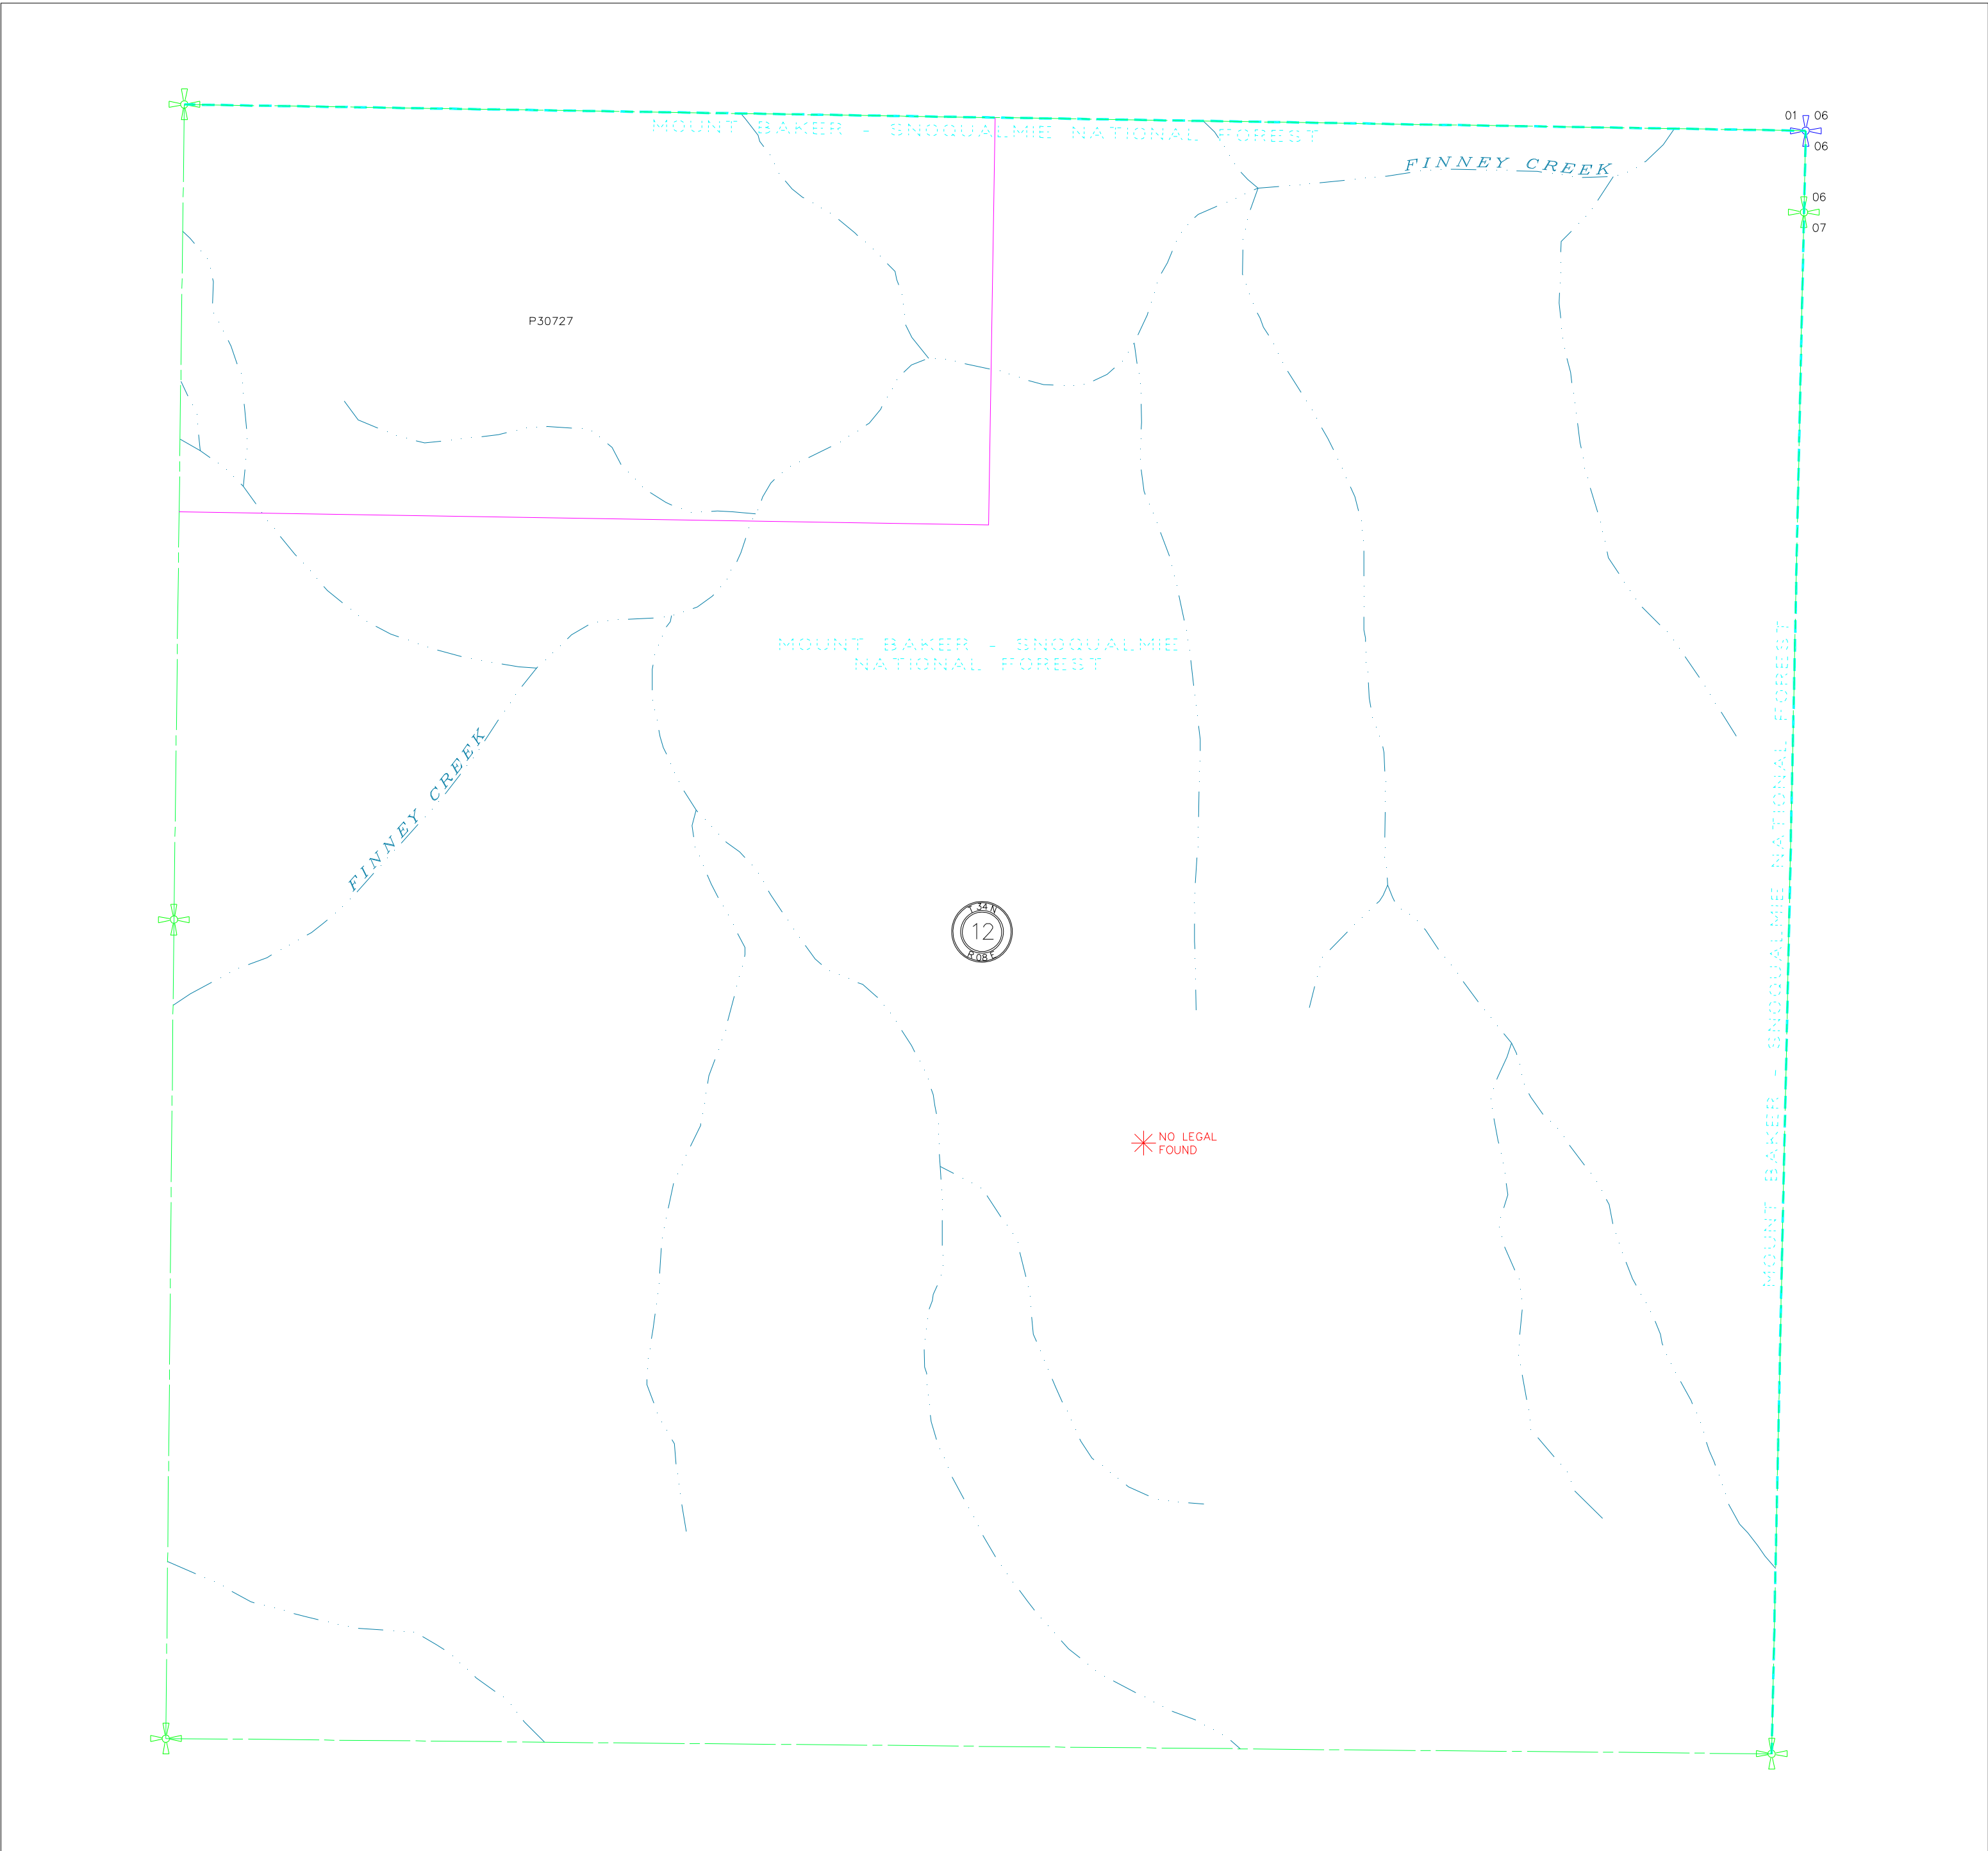 01 06
06
MOUNT BAKER - SNOQUALMIE NATIONAL FOREST
FINNEY CREEK
06
07
P30727
MOUNT BAKER - SNOQUALMIE
NATIONAL FOREST
MOUNT BAKER - SNOQUALMIE NATIONAL FOREST
FINNEY CREEK
T.34 N.
12
R.08 E.
NO LEGAL
FOUND